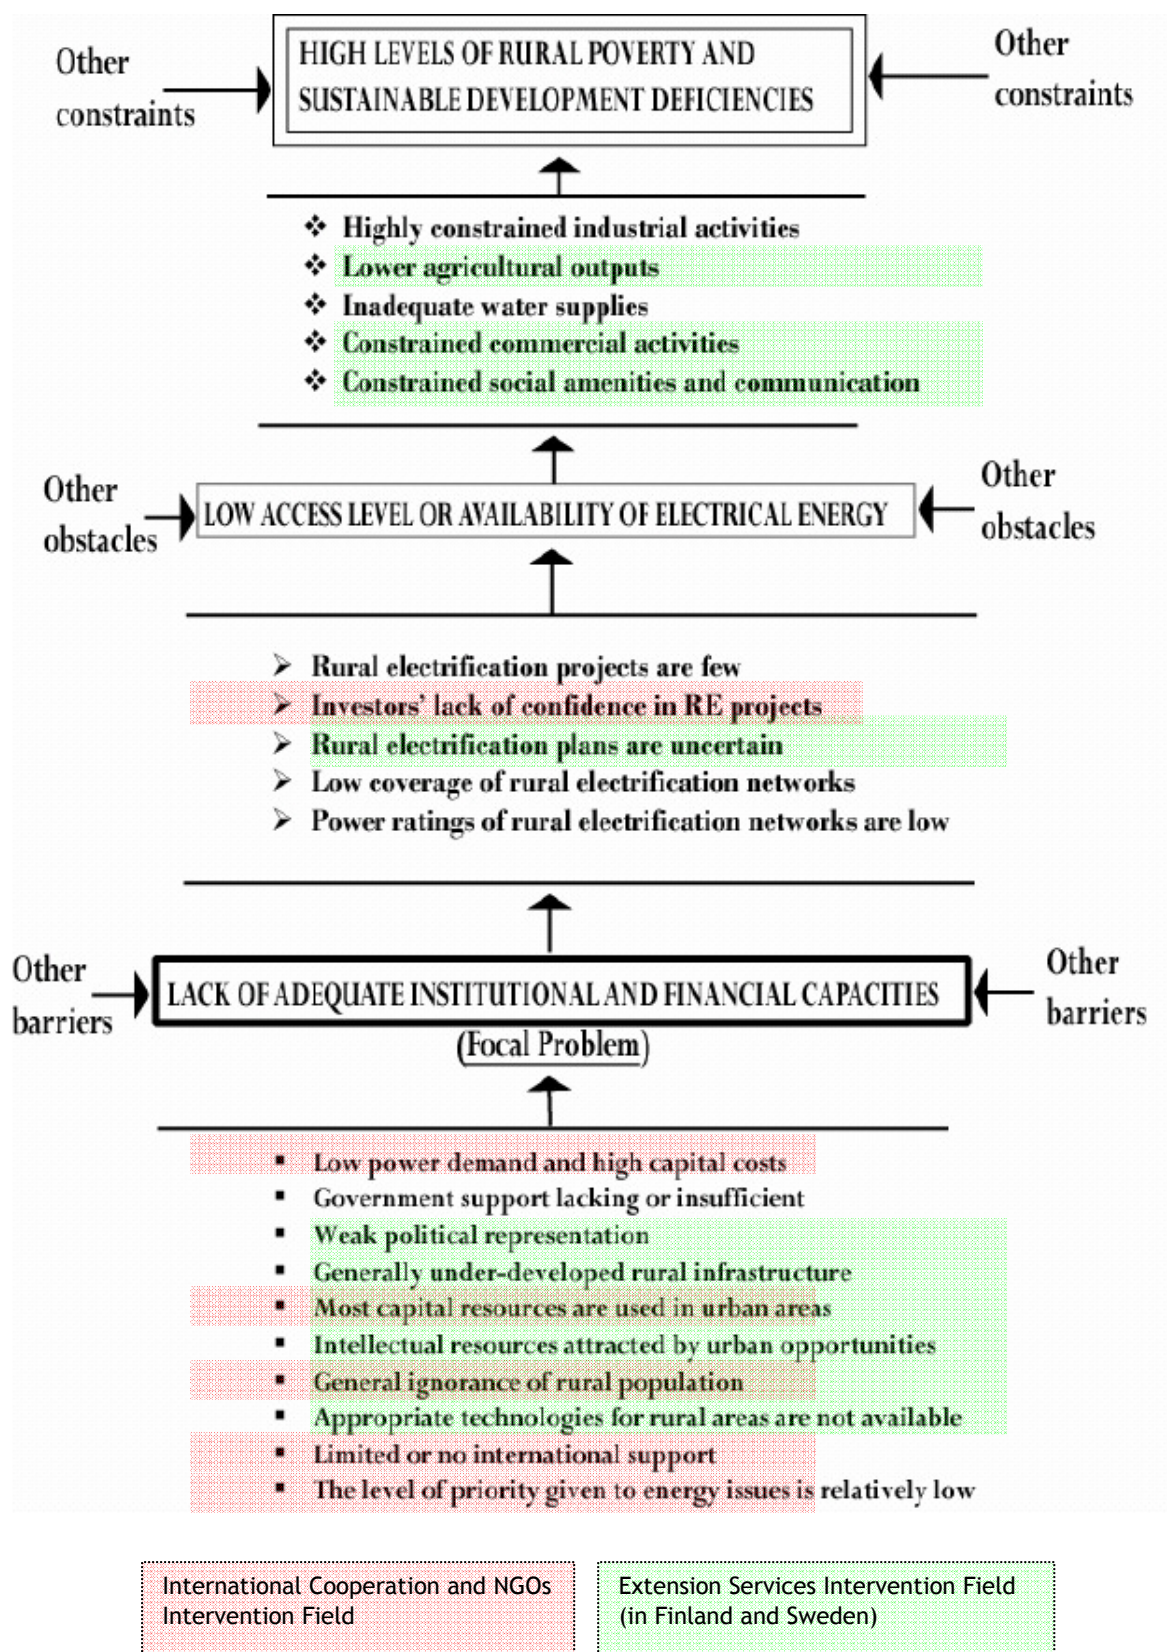 Other
constraints
HIGH LEVELS OF RURAL POVERTY AND
SUSTAINABLE DEVELOPMENT DEFICIENCIES
Other
constraints
❖ Highly constrained industrial activities
❖ Lower agricultural outputs
❖ Inadequate water supplies
❖ Constrained commercial activities
❖ Constrained social amenities and communication
Other
obstacles
LOW ACCESS LEVEL OR AVAILABILITY OF ELECTRICAL ENERGY
Other
obstacles
➢ Rural electrification projects are few
➢ Investors' lack of confidence in RE projects
➢ Rural electrification plans are uncertain
➢ Low coverage of rural electrification networks
➢ Power ratings of rural electrification networks are low
Other
barriers
LACK OF ADEQUATE INSTITUTIONAL AND FINANCIAL CAPACITIES
(Focal Problem)
Other
barriers
▪ Low power demand and high capital costs
▪ Government support lacking or insufficient
▪ Weak political representation
▪ Generally under-developed rural infrastructure
▪ Most capital resources are used in urban areas
▪ Intellectual resources attracted by urban opportunities
▪ General ignorance of rural population
▪ Appropriate technologies for rural areas are not available
▪ Limited or no international support
▪ The level of priority given to energy issues is relatively low
International Cooperation and NGOs
Intervention Field
Extension Services Intervention Field
(in Finland and Sweden)